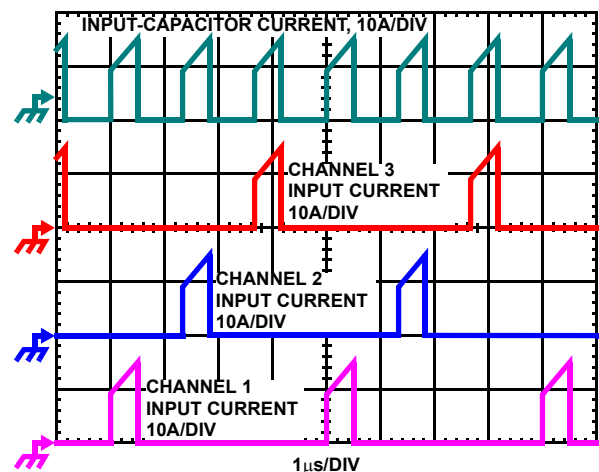 INPUT-CAPACITOR CURRENT, 10A/DIV
CHANNEL 3
INPUT CURRENT
10A/DIV
CHANNEL 2
INPUT CURRENT
10A/DIV
CHANNEL 1
INPUT CURRENT
10A/DIV
1μs/DIV